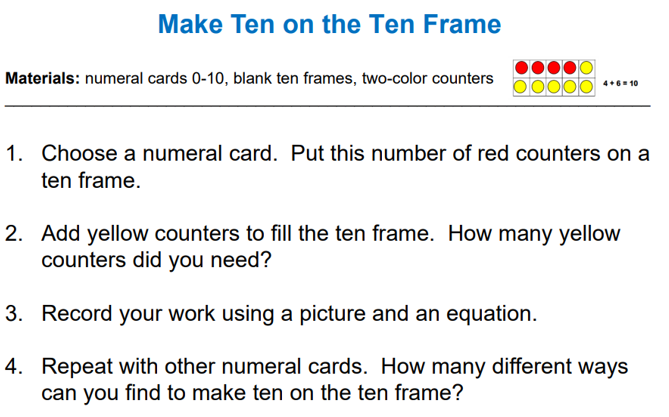 Make Ten on the Ten Frame
Materials: numeral cards 0-10, blank ten frames, two-color counters
4 + 6 = 10
1. Choose a numeral card. Put this number of red counters on a
ten frame.
2. Add yellow counters to fill the ten frame. How many yellow
counters did you need?
3. Record your work using a picture and an equation.
4. Repeat with other numeral cards. How many different ways
can you find to make ten on the ten frame?